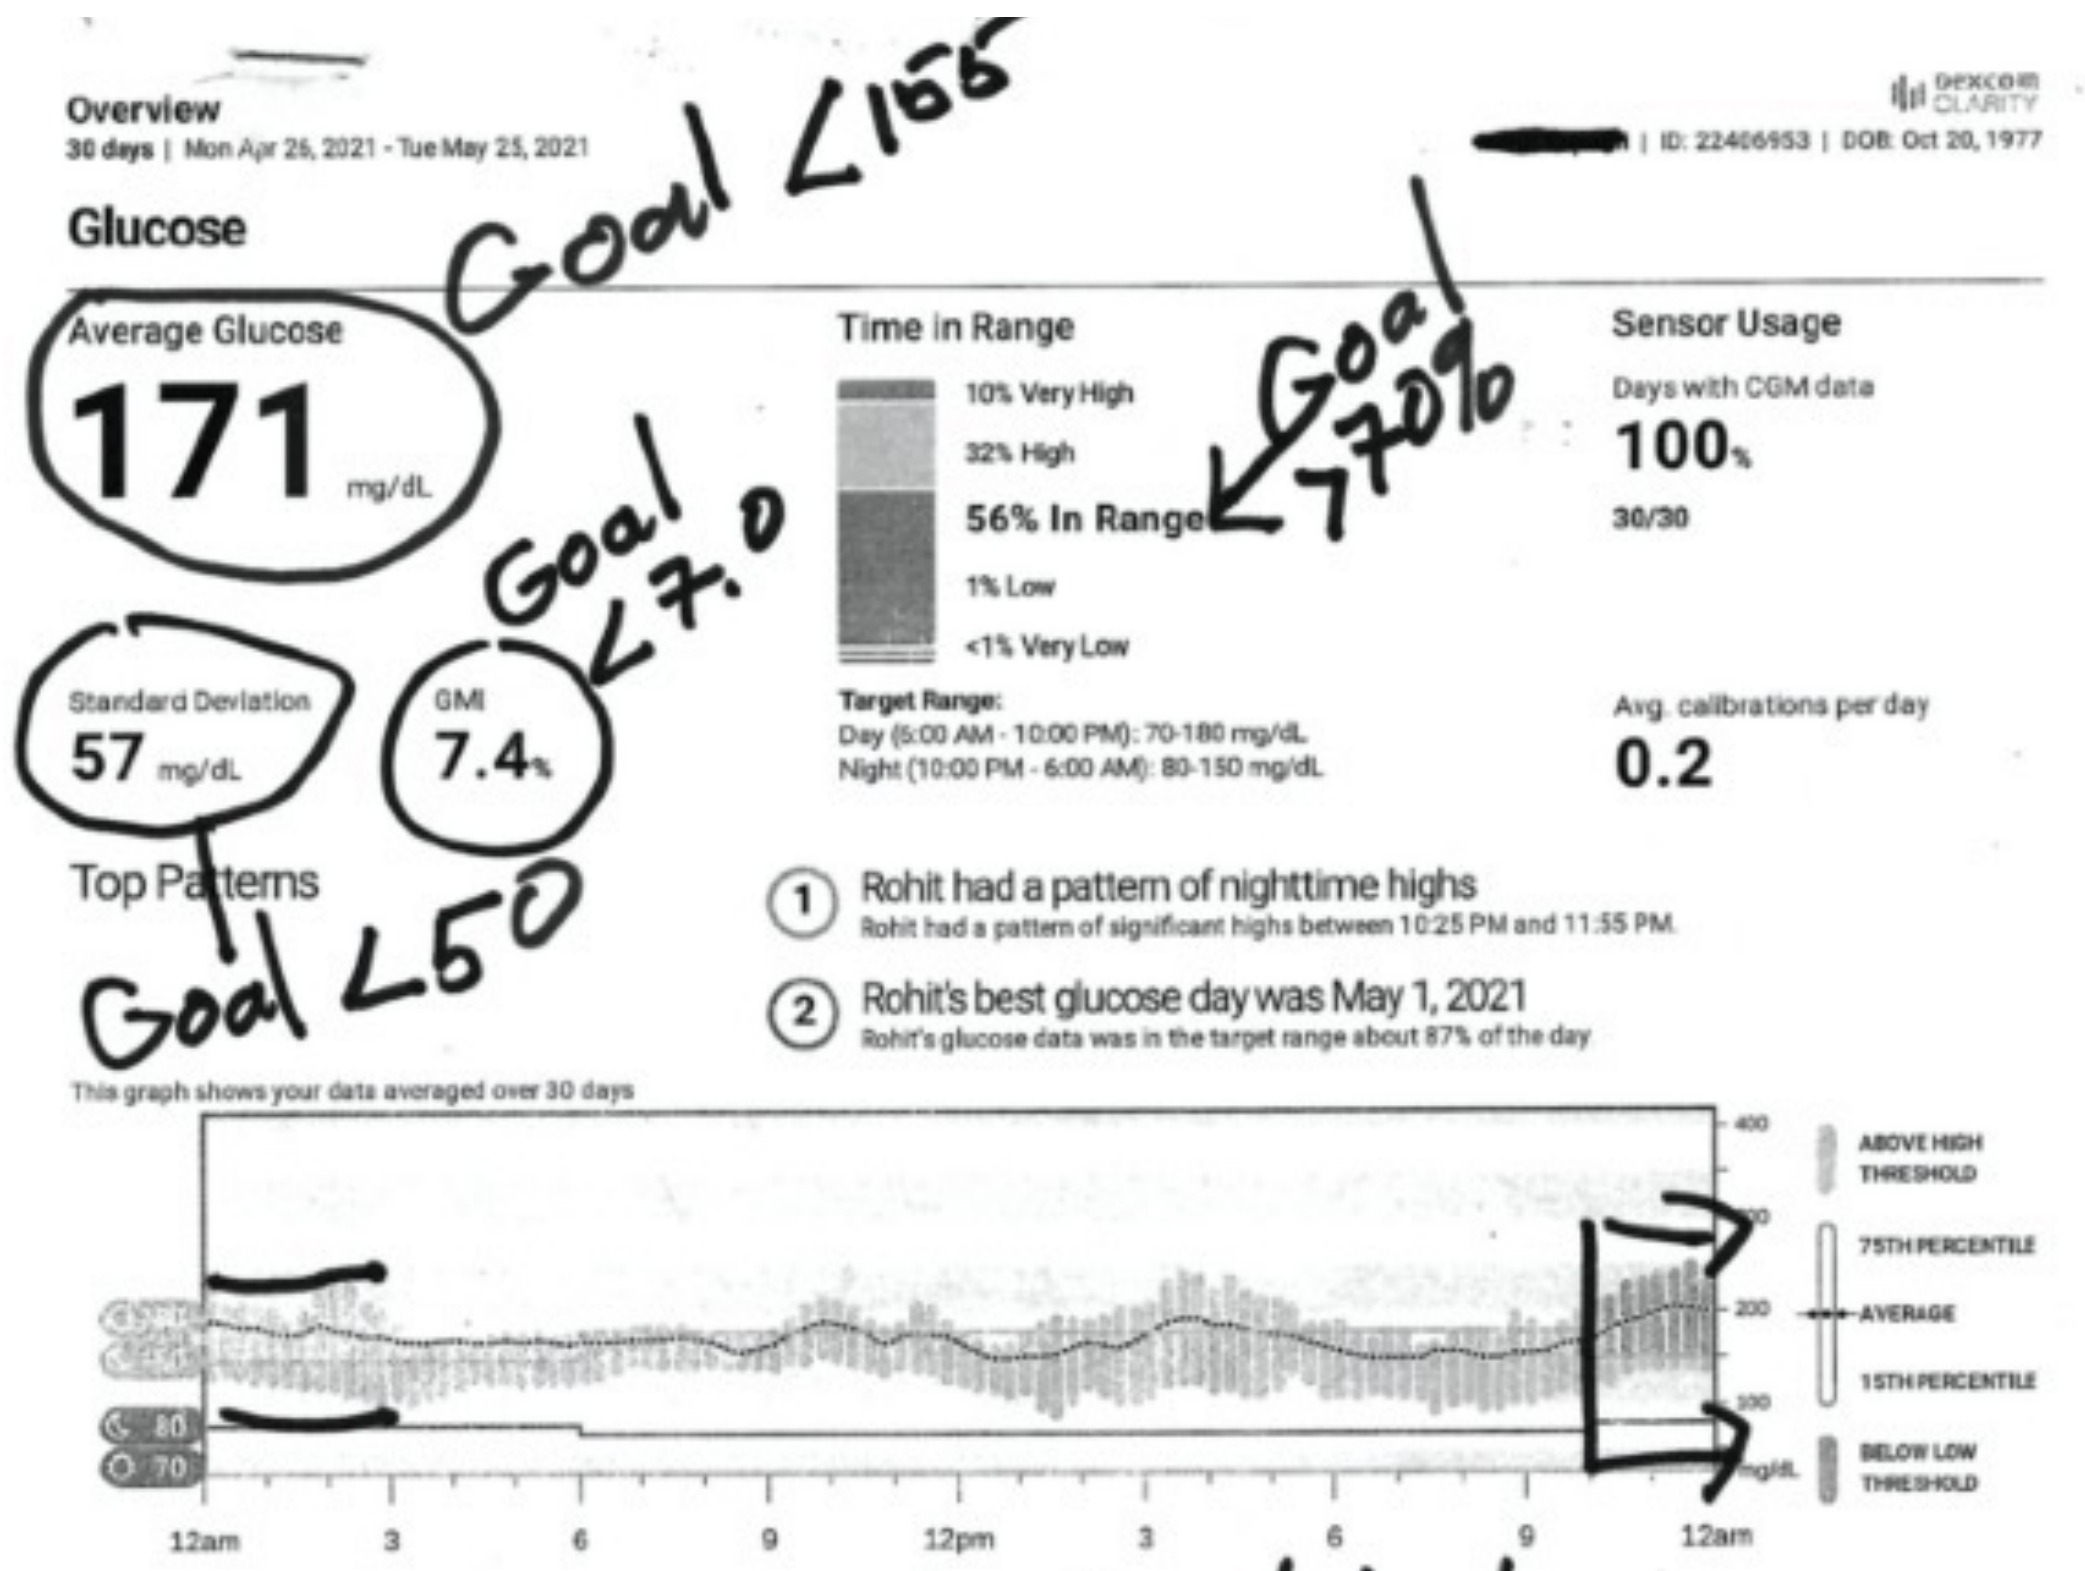 Goal <155
Overview
30 days | Mon Apr 26, 2021 - Tue May 25, 2021
Dexcom
CLARITY
| ID: 22406953 | DOB: Oct 20, 1977
Glucose
Average Glucose
171 mg/dL
Goal <7.0
Standard Deviation
57 mg/dL
GMI
7.4%
Time in Range
10% Very High
32% High
56% In Range
1% Low
<1% Very Low
Goal
>70%
Target Range:
Day (6:00 AM - 10:00 PM): 70-180 mg/dL
Night (10:00 PM - 6:00 AM): 80-150 mg/dL
Sensor Usage
Days with CGM data
100%
30/30
Avg. calibrations per day
0.2
Top Patterns
Goal <50
1 Rohit had a pattern of nighttime highs
Rohit had a pattern of significant highs between 10:25 PM and 11:55 PM.
2 Rohit's best glucose day was May 1, 2021
Rohit's glucose data was in the target range about 87% of the day
This graph shows your data averaged over 30 days
400
200
100
mg/dL
80
70
12am 3 6 9 12pm 3 6 9 12am
ABOVE HIGH
THRESHOLD
75TH PERCENTILE
AVERAGE
15TH PERCENTILE
BELOW LOW
THRESHOLD